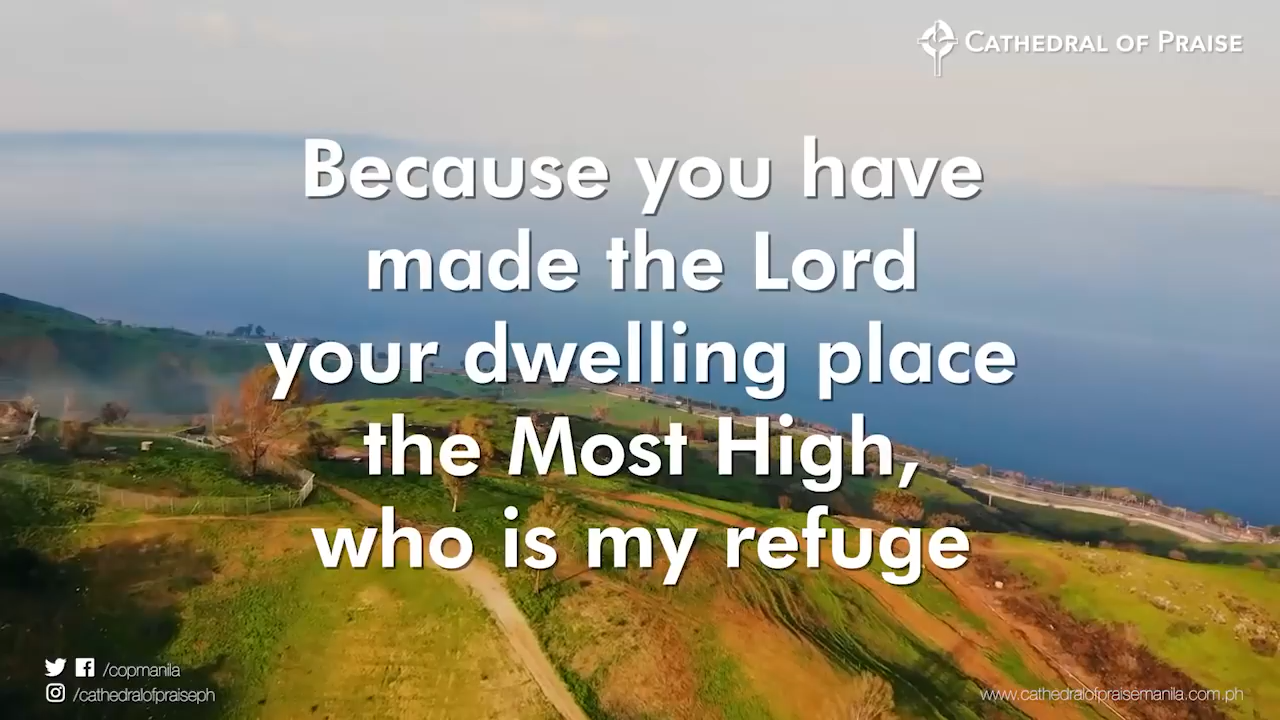 Cathedral of Praise
Because you have
made the Lord
your dwelling place
the Most High,
who is my refuge
/copmanila
/cathedralofpraiseph
www.cathedralofpraisemanila.com.ph